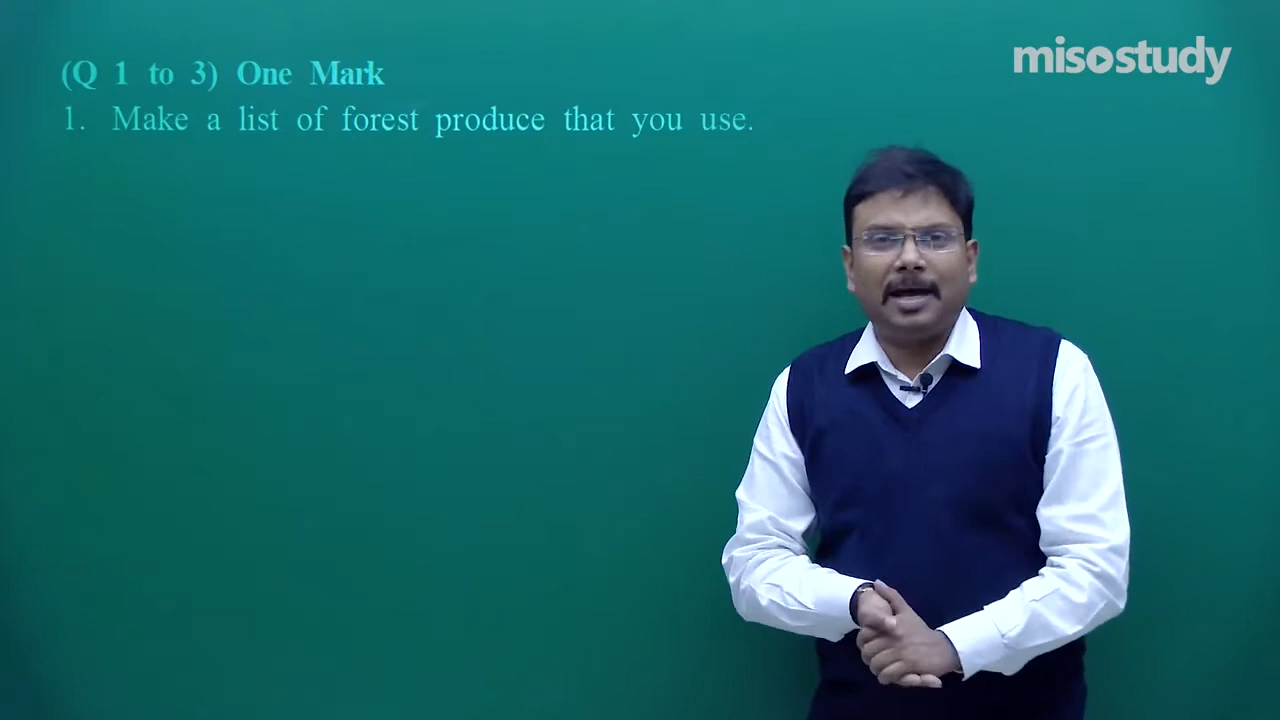 misostudy
(Q 1 to 3) One Mark
1. Make a list of forest produce that you use.